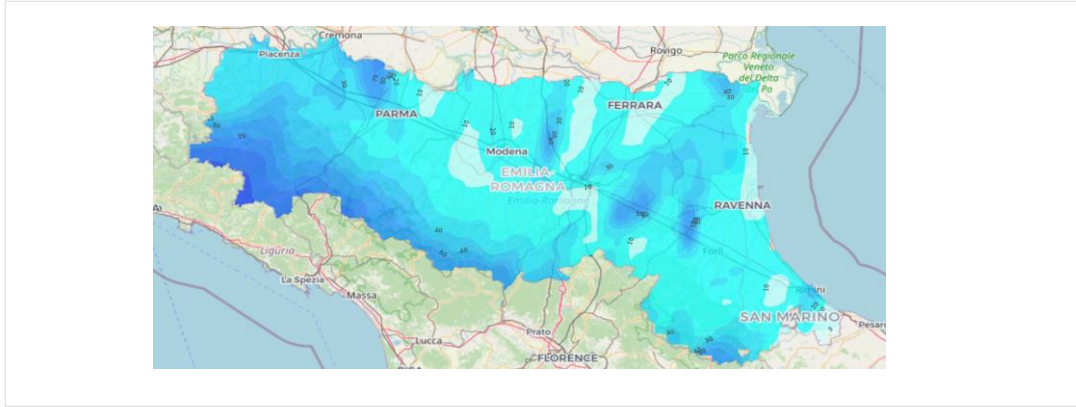 Cremona
Piacenza
Rovigo
Parco Regionale
Veneto
del Delta
del Po
FERRARA
PARMA
Modena
EMILIA-
ROMAGNA
Emilia-Romagna
RAVENNA
Forlì
Liguria
La Spezia
Massa
Rimini
SAN MARINO
Pesaro
Prato
Lucca
FLORENCE